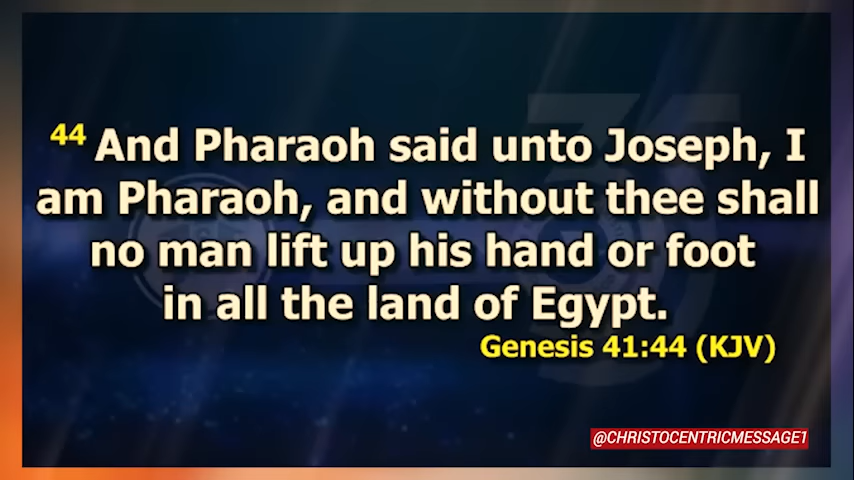 44 And Pharaoh said unto Joseph, I
am Pharaoh, and without thee shall
no man lift up his hand or foot
in all the land of Egypt.
Genesis 41:44 (KJV)
@CHRISTOCENTRICMESSAGE1